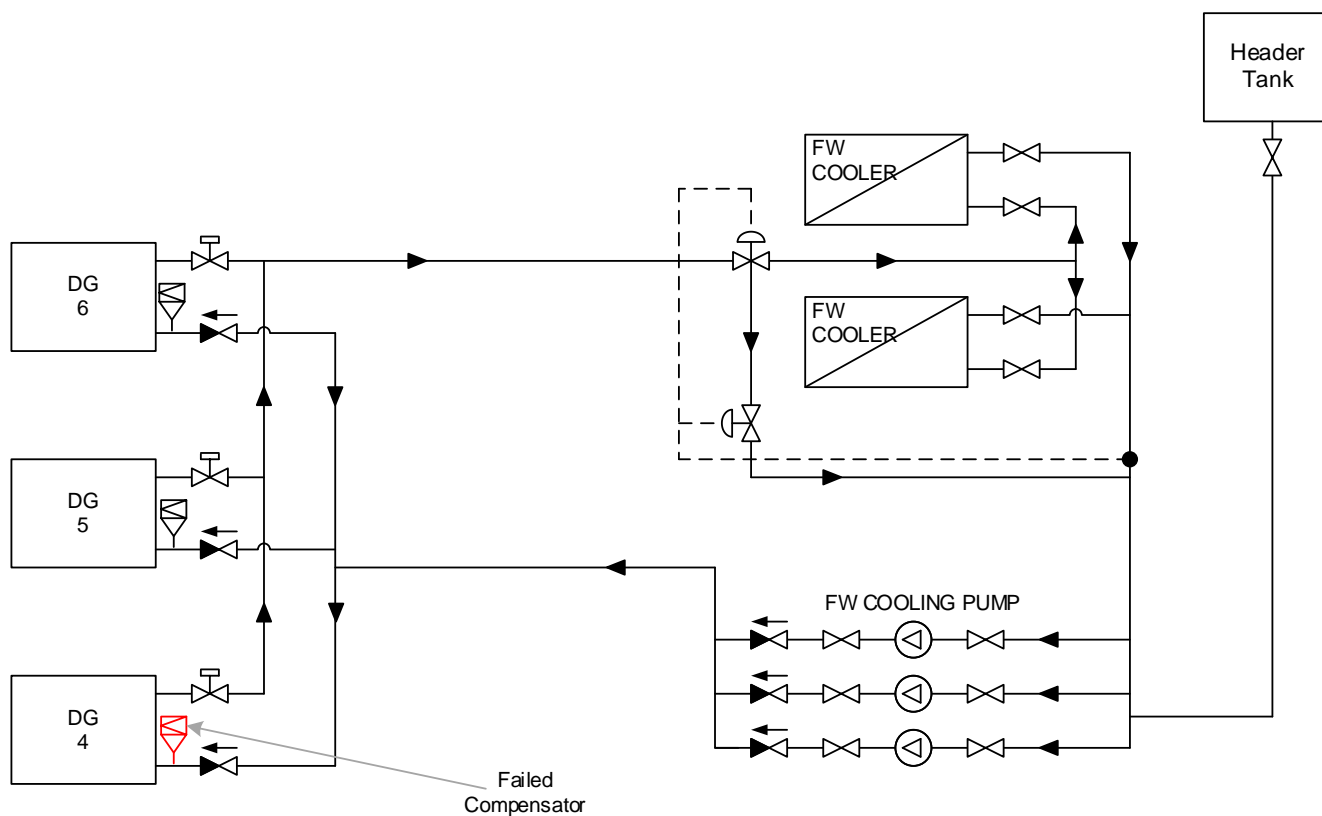 Header
Tank
FW
COOLER
DG
6
FW
COOLER
DG
5
FW COOLING PUMP
DG
4
Failed
Compensator